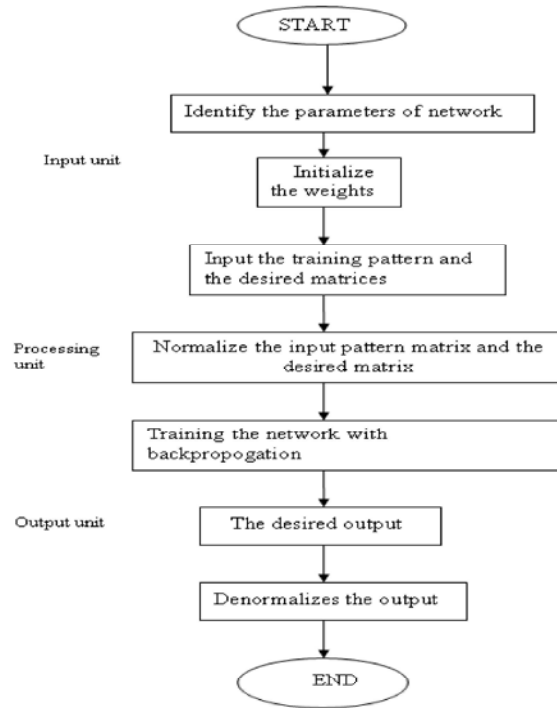 START
Identify the parameters of network
Input unit
Initialize
the weights
Input the training pattern and
the desired matrices
Processing
unit
Normalize the input pattern matrix and the
desired matrix
Training the network with
backpropogation
Output unit
The desired output
Denormalizes the output
END